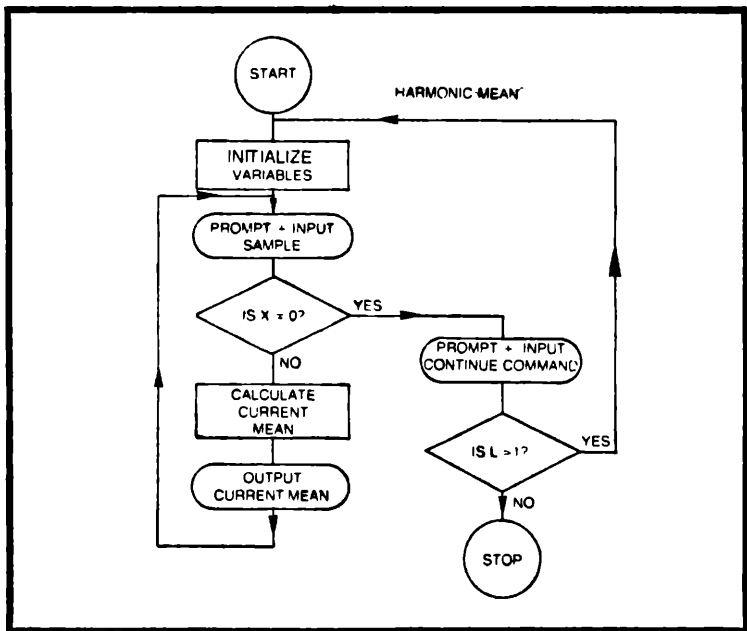 START
HARMONIC MEAN
INITIALIZE
VARIABLES
PROMPT + INPUT
SAMPLE
IS X = 0?
YES
NO
PROMPT + INPUT
CONTINUE COMMAND
CALCULATE
CURRENT
MEAN
IS L > 1?
YES
OUTPUT
CURRENT MEAN
NO
STOP